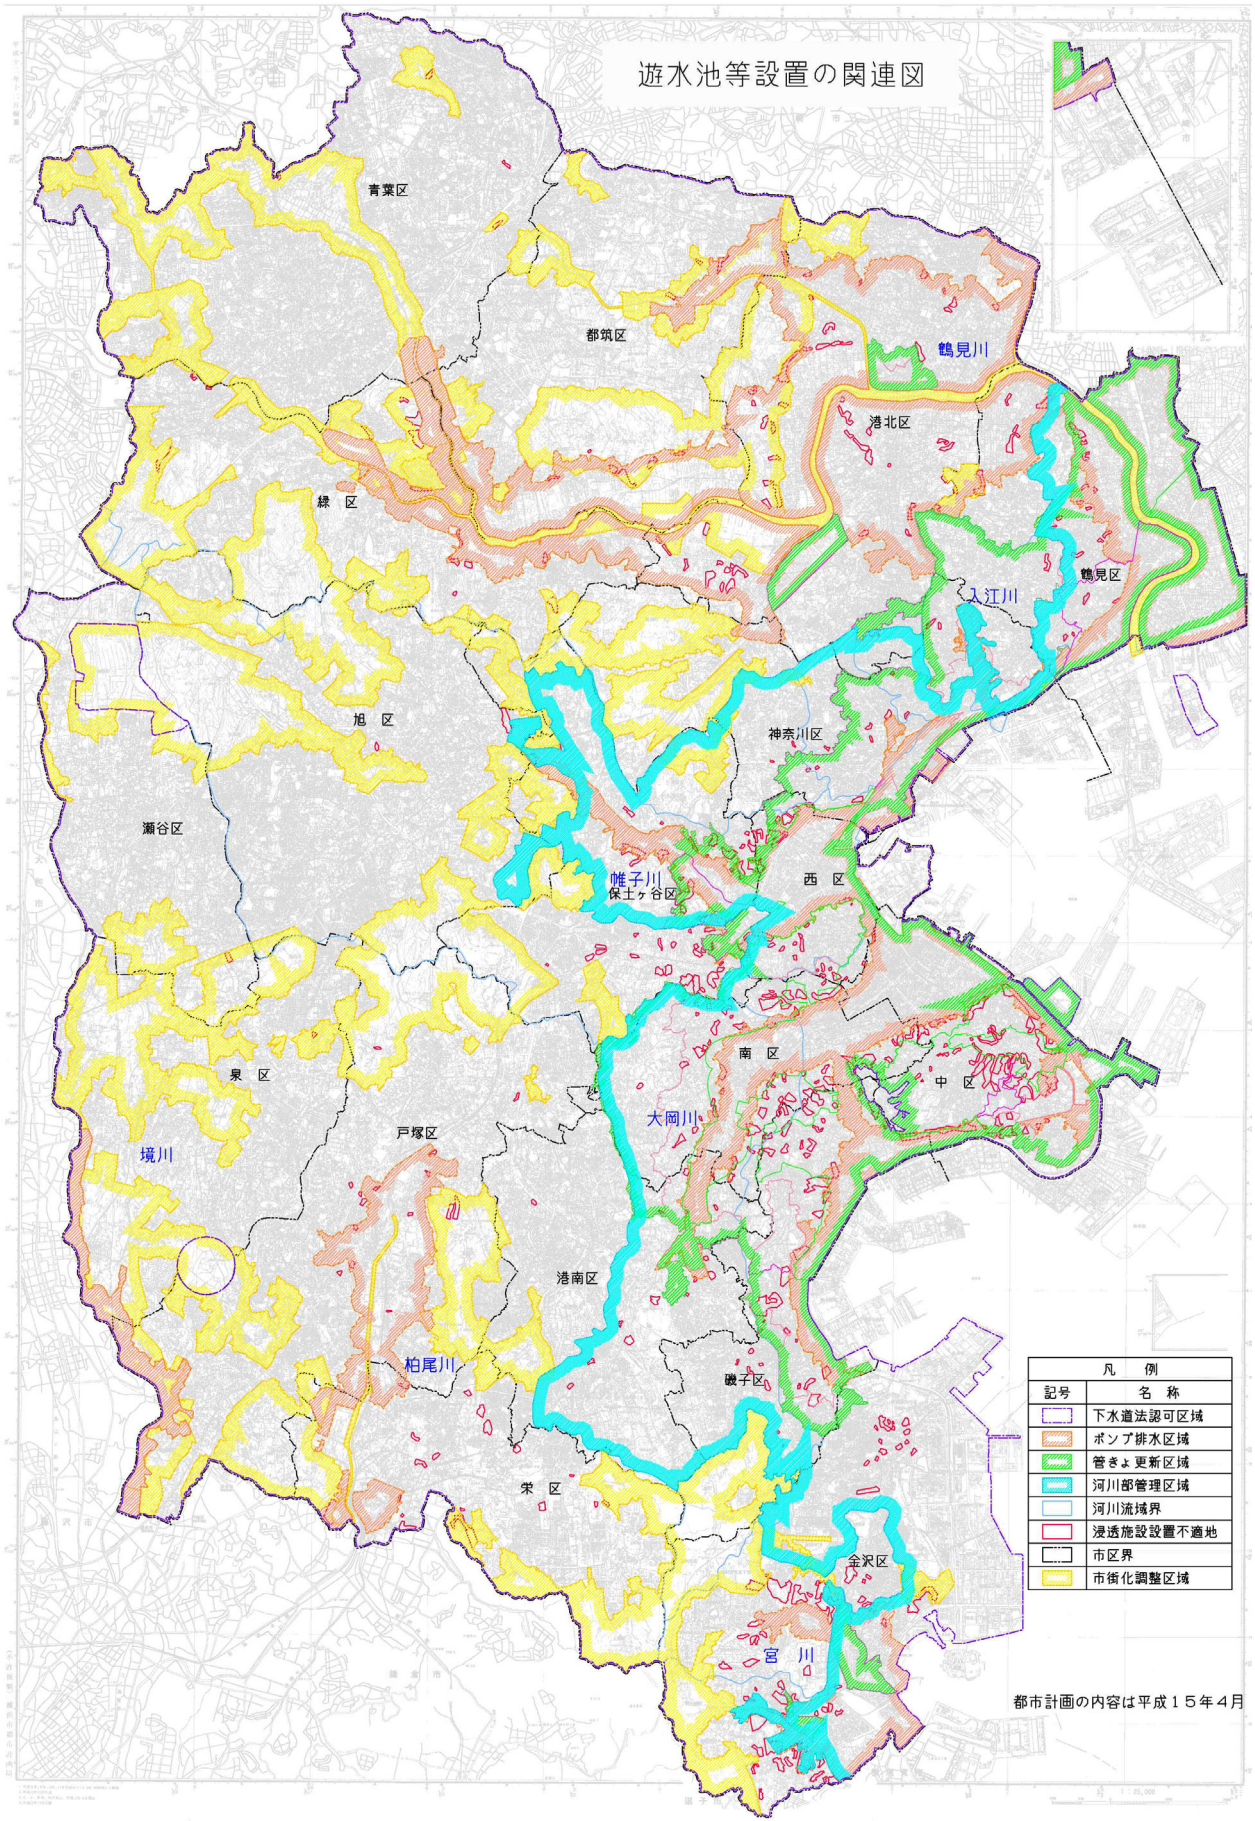 遊水池等設置の関連図
青葉区
都筑区
鶴見川
港北区
緑 区
鶴見区
入江川
旭 区
神奈川区
瀬谷区
帷子川
保土ヶ谷区
西 区
南 区
泉 区
中 区
大岡川
戸塚区
境川
港南区
柏尾川
磯子区
栄 区
金沢区
宮 川
凡 例
記号 名 称
下水道法認可区域
ポンプ排水区域
管きょ更新区域
河川部管理区域
河川流域界
浸透施設設置不適地
市区界
市街化調整区域
都市計画の内容は平成15年4月